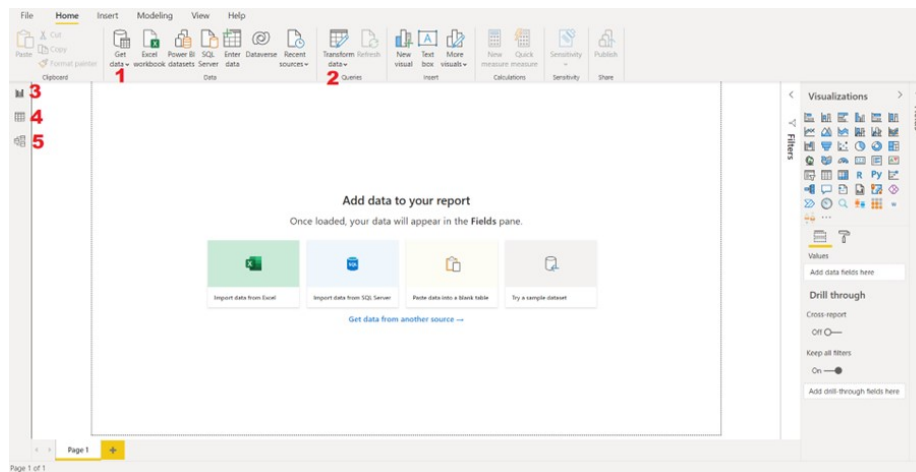 File Home Insert Modeling View Help
Cut
Copy
Format painter
Paste
Clipboard
Get data
Excel workbook
Power BI datasets
SQL Server
Enter data
Dataverse
Recent sources
Data
1
Transform data
Refresh
Queries
2
New visual
Text box
More visuals
Insert
New measure
Quick measure
Calculations
Sensitivity
Sensitivity
Publish
Share
3
4
5
Add data to your report
Once loaded, your data will appear in the Fields pane.
Import data from Excel
SQL
Import data from SQL Server
Paste data into a blank table
Try a sample dataset
Get data from another source →
Filters
Visualizations
R Py
...
Values
Add data fields here
Drill through
Cross-report
Off
Keep all filters
On
Add drill-through fields here
Page 1 +
Page 1 of 1